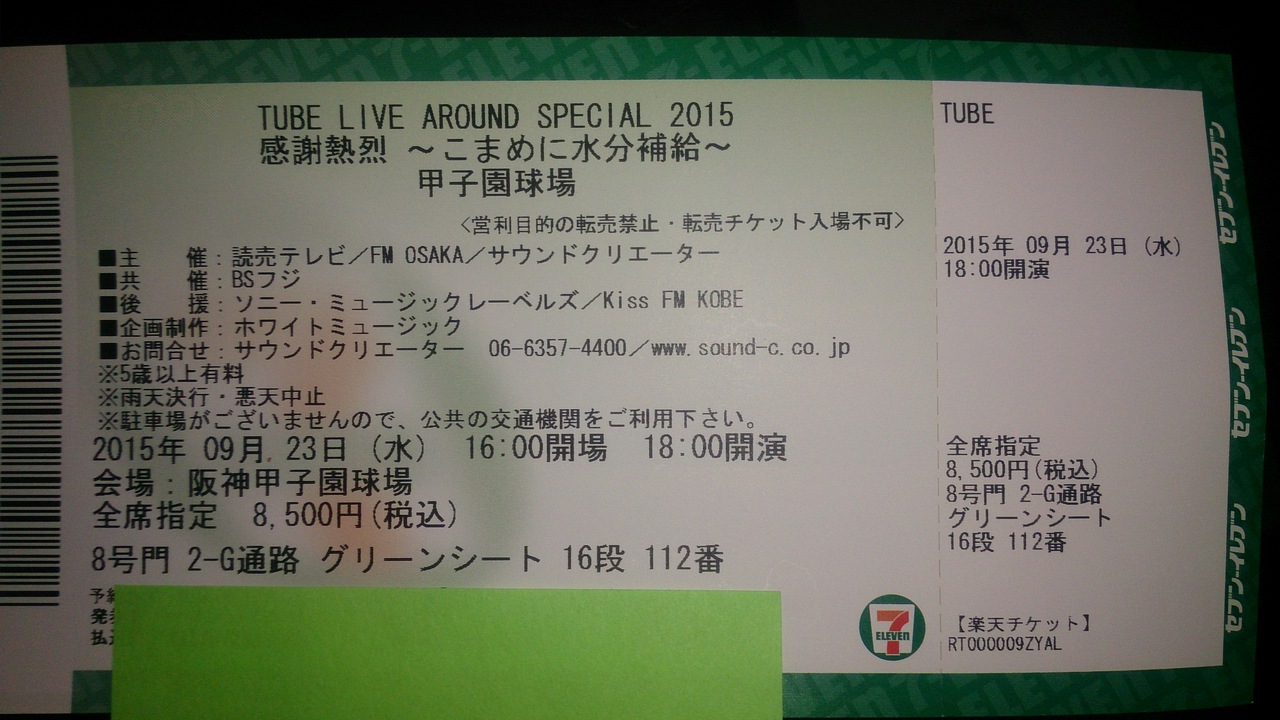 TUBE LIVE AROUND SPECIAL 2015
感謝熱烈 ～こまめに水分補給～
甲子園球場
〈営利目的の転売禁止・転売チケット入場不可〉
■主　　催：読売テレビ／FM OSAKA／サウンドクリエーター
■共　　催：BSフジ
■後　　援：ソニー・ミュージックレーベルズ／Kiss FM KOBE
■企画制作：ホワイトミュージック
■お問合せ：サウンドクリエーター　06-6357-4400／www.sound-c.co.jp
※5歳以上有料
※雨天決行・悪天中止
※駐車場がございませんので、公共の交通機関をご利用下さい。
2015年 09月 23日（水）　16:00開場　18:00開演
会場：阪神甲子園球場
全席指定　8,500円(税込)
8号門 2-G通路 グリーンシート 16段 112番
7
ELEVEN
TUBE
2015年 09月 23日（水）
18:00開演
全席指定
8,500円(税込)
8号門 2-G通路
グリーンシート
16段 112番
【楽天チケット】
RT000009ZYAL
セブン-イレブン
セブン-イレブン
セブン-イレブン